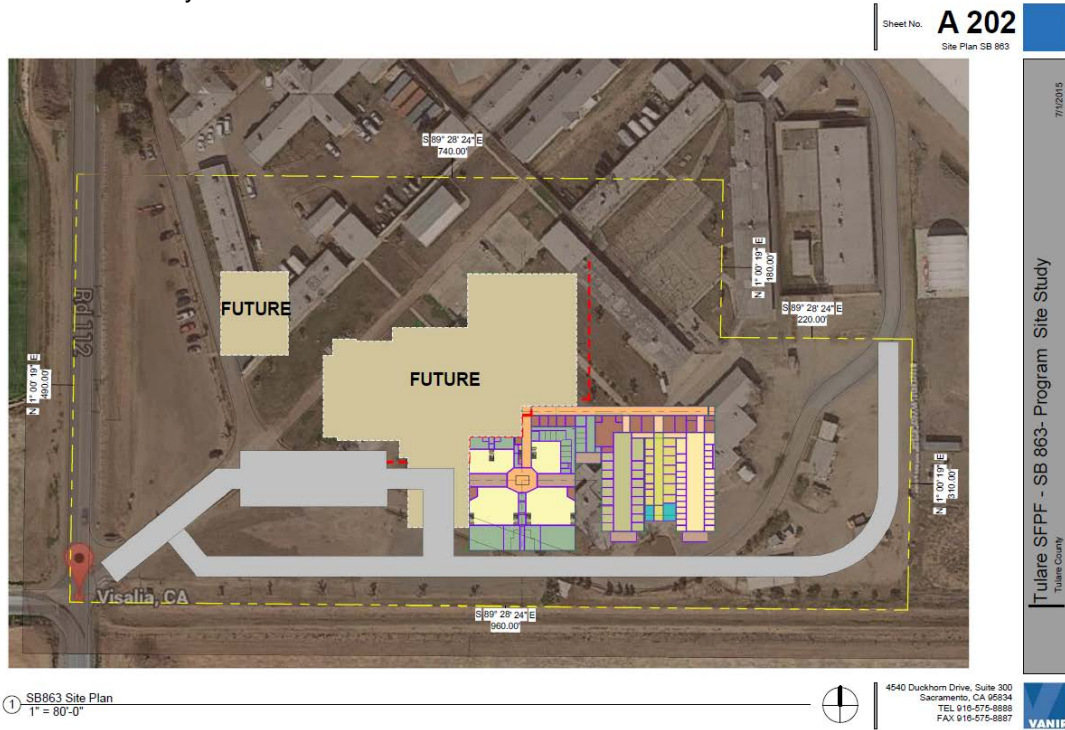 Sheet No. A 202
Site Plan SB 863
7/1/2015
S 89° 28' 24" E
740.00'
N 1° 00' 19" E
180.00'
S 89° 28' 24" E
220.00'
FUTURE
Rd 112
FUTURE
N 1° 00' 19" E
490.00'
N 1° 00' 19" E
310.00'
Visalia, CA
S 89° 28' 24" E
960.00'
Tulare SFPF - SB 863- Program Site Study
Tulare County
1 SB863 Site Plan
1" = 80'-0"
4540 Duckhorn Drive, Suite 300
Sacramento, CA 95834
TEL 916-575-8888
FAX 916-575-8887
VANIR